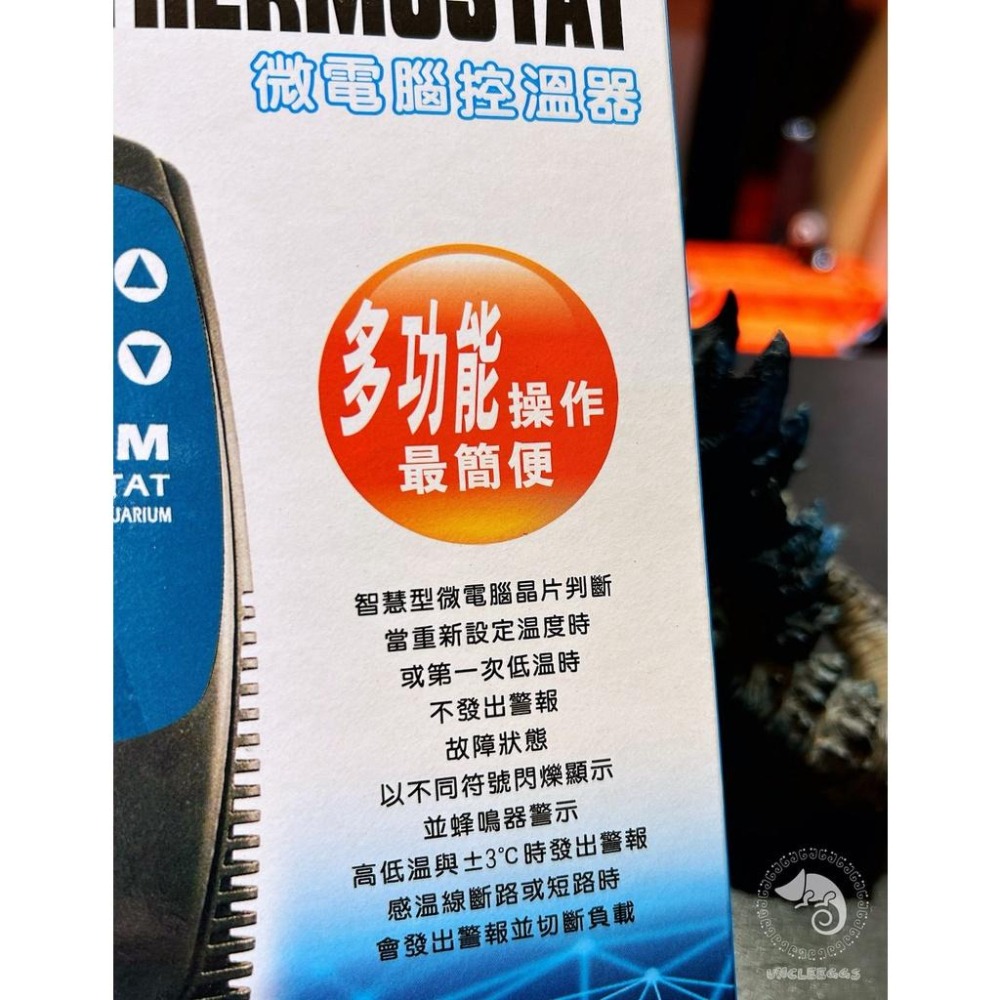 THERMOSTAT
微電腦控溫器
M
TAT
UARIUM
多功能操作
最簡便
智慧型微電腦晶片判斷
當重新設定溫度時
或第一次低溫時
不發出警報
故障狀態
以不同符號閃爍顯示
並蜂鳴器警示
高低溫與±3℃時發出警報
感溫線斷路或短路時
會發出警報並切斷負載
UNCLEEGGS